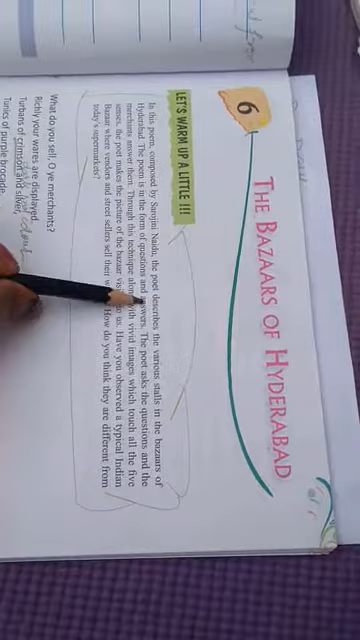 6
THE BAZAARS OF HYDERABAD
LET'S WARM UP A LITTLE !!!
In this poem, composed by Sarojini Naidu, the poet describes the various stalls in the bazaars of
Hyderabad. The poem is in the form of questions and answers. The poet asks the questions and the
merchants answer them. Through this technique along with vivid images which touch all the five
senses, the poet makes the picture of the bazaar to us. Have you observed a typical Indian
Bazaar where vendors and street sellers sell their How do you think they are different from
today's supermarkets?
What do you sell, O ye merchants?
Richly your wares are displayed.
Turbans of crimson and silver,
Tunics of purple brocade,